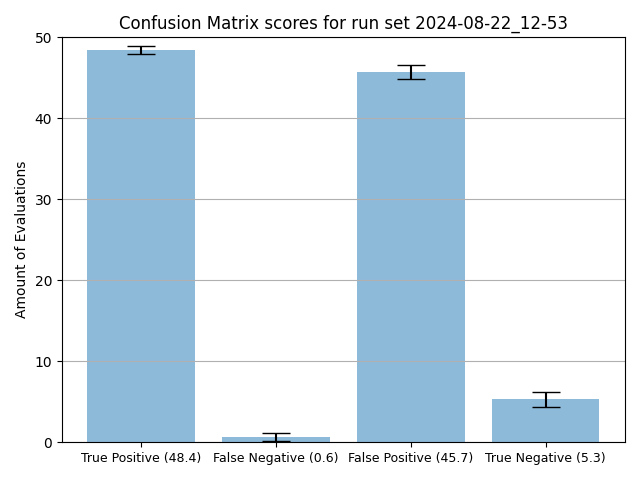 Confusion Matrix scores for run set 2024-08-22_12-53
Amount of Evaluations
50
40
30
20
10
0
True Positive (48.4)
False Negative (0.6)
False Positive (45.7)
True Negative (5.3)